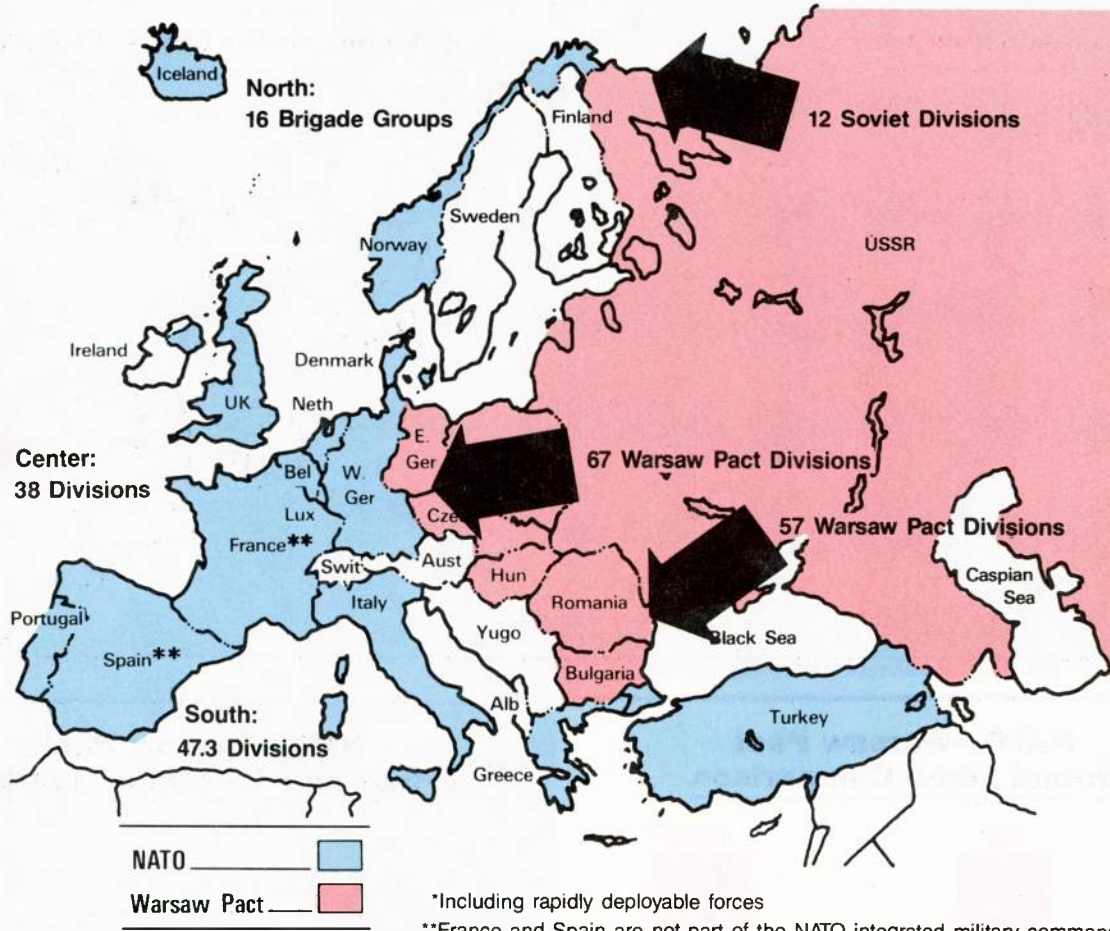 Iceland
North:
16 Brigade Groups
Finland
12 Soviet Divisions
Norway
Sweden
USSR
Ireland
Denmark
UK
Neth
E.
Ger
Center:
38 Divisions
Bel
W.
Ger
67 Warsaw Pact Divisions
Lux
Cze
France**
57 Warsaw Pact Divisions
Swit
Aust
Hun
Caspian
Sea
Portugal
Italy
Romania
Spain**
Yugo
Black Sea
Bulgaria
Alb
Turkey
South:
47.3 Divisions
Greece
NATO
Warsaw Pact
*Including rapidly deployable forces
**France and Spain are not part of the NATO integrated military command